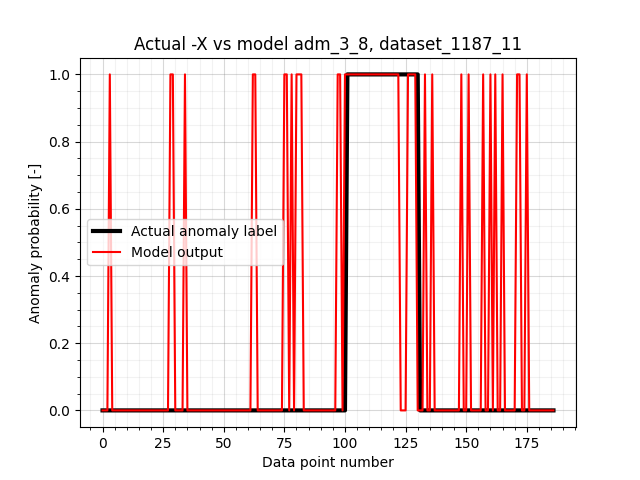 Actual -X vs model adm_3_8, dataset_1187_11
Anomaly probability [-]
1.0
0.8
0.6
0.4
0.2
0.0
Actual anomaly label
Model output
0 25 50 75 100 125 150 175
Data point number